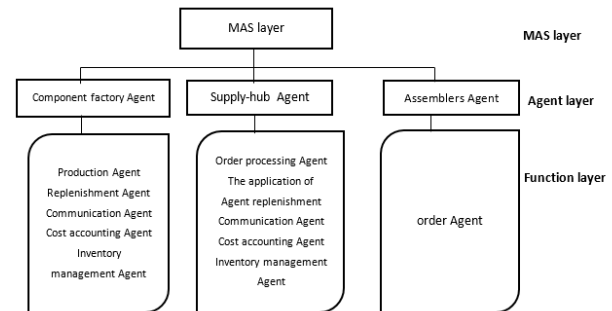 MAS layer
MAS layer
Component factory Agent
Supply-hub Agent
Assemblers Agent
Agent layer
Production Agent
Replenishment Agent
Communication Agent
Cost accounting Agent
Inventory
management Agent
Order processing Agent
The application of
Agent replenishment
Communication Agent
Cost accounting Agent
Inventory management
Agent
order Agent
Function layer